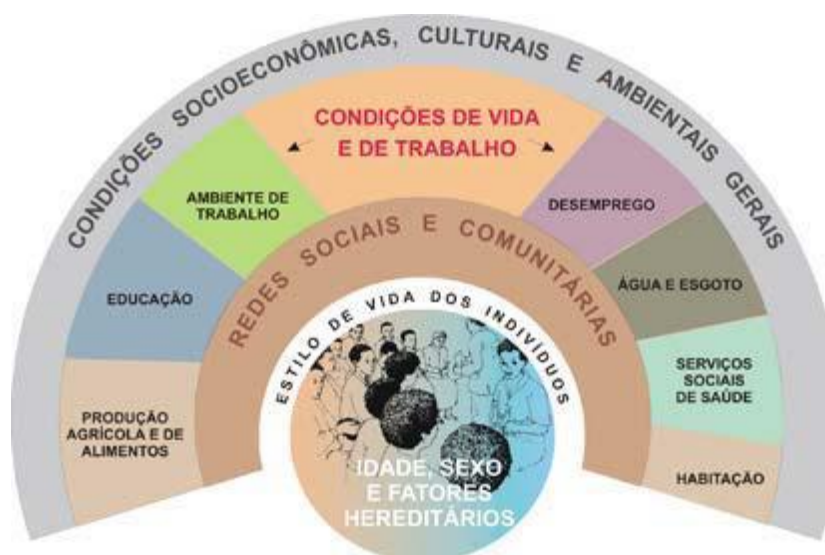 CONDIÇÕES SOCIOECONÔMICAS, CULTURAIS E AMBIENTAIS GERAIS
CONDIÇÕES DE VIDA
E DE TRABALHO
AMBIENTE DE
TRABALHO
DESEMPREGO
EDUCAÇÃO
ÁGUA E ESGOTO
PRODUÇÃO
AGRÍCOLA E DE
ALIMENTOS
SERVIÇOS
SOCIAIS
DE SAÚDE
HABITAÇÃO
REDES SOCIAIS E COMUNITÁRIAS
ESTILO DE VIDA DOS INDIVÍDUOS
IDADE, SEXO
E FATORES
HEREDITÁRIOS